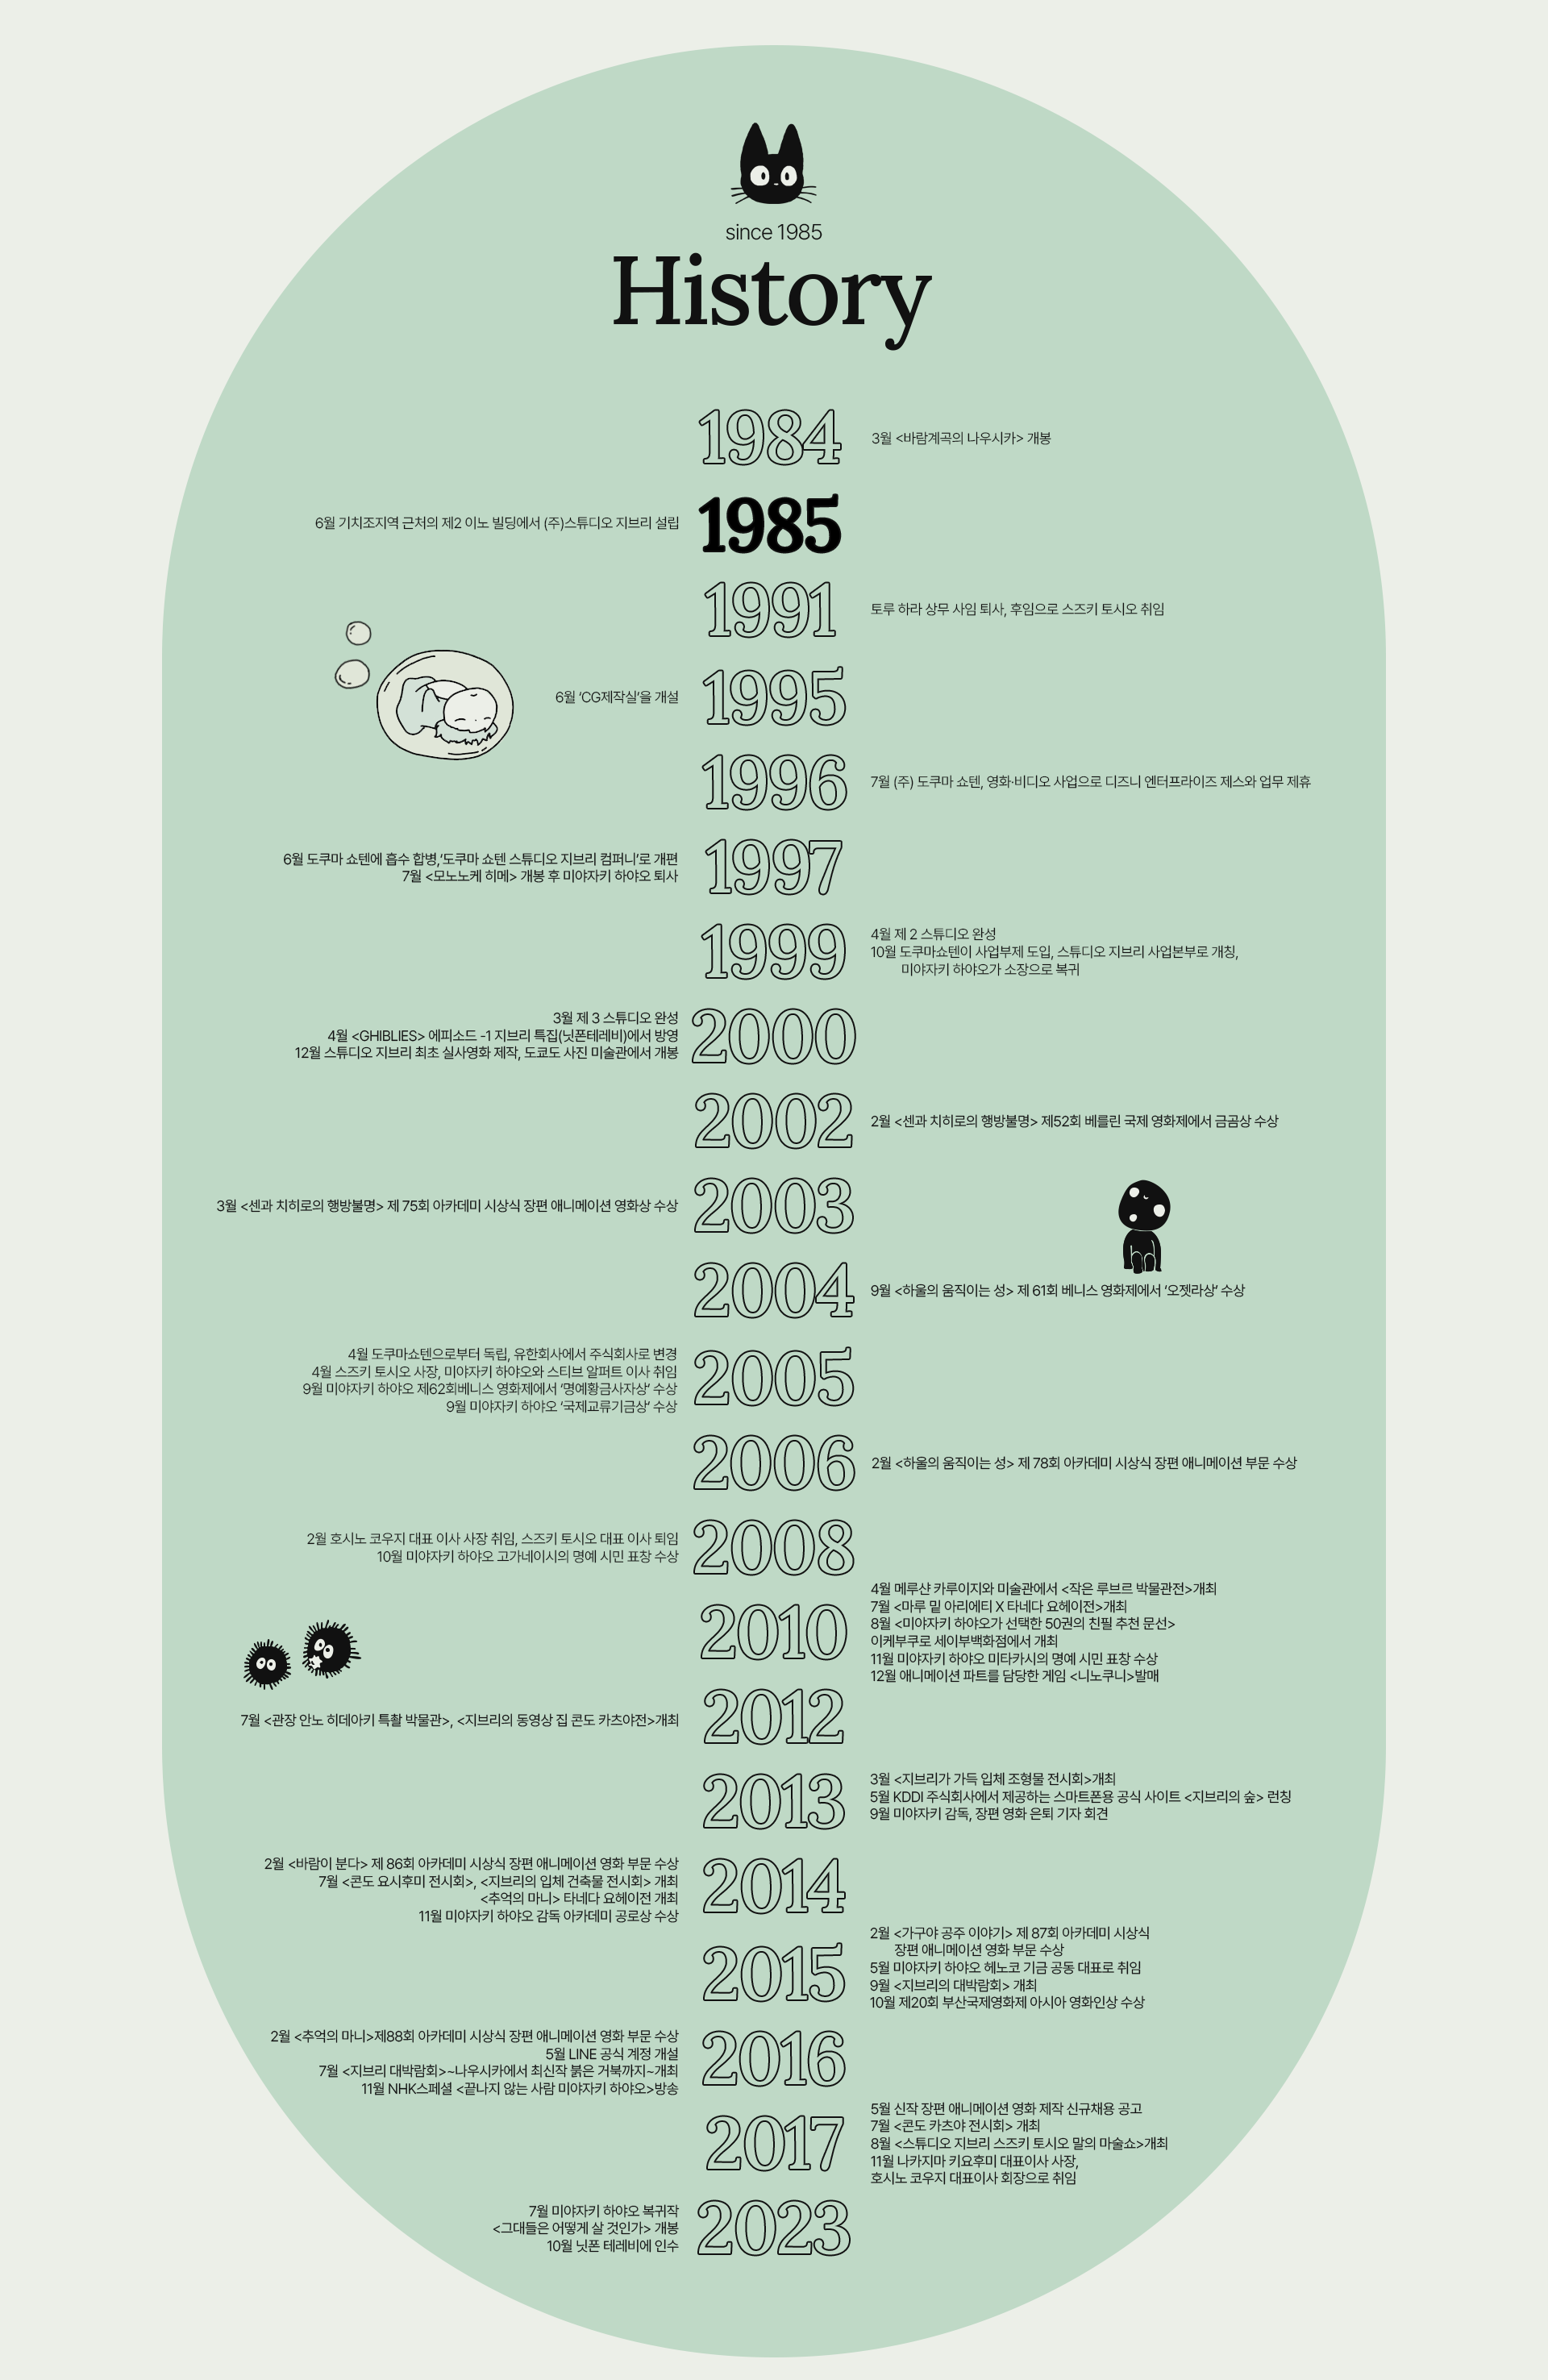 since 1985
History
1984
3월 <바람계곡의 나우시카> 개봉
6월 기치조지역 근처의 제2 이노 빌딩에서 (주)스튜디오 지브리 설립
1985
1991
토루 하라 상무 사임 퇴사, 후임으로 스즈키 토시오 취임
6월 ‘CG제작실’을 개설
1995
1996
7월 (주) 도쿠마 쇼텐, 영화·비디오 사업으로 디즈니 엔터프라이즈 제스와 업무 제휴
6월 도쿠마 쇼텐에 흡수 합병,‘도쿠마 쇼텐 스튜디오 지브리 컴퍼니’로 개편
7월 <모노노케 히메> 개봉 후 미야자키 하야오 퇴사
1997
1999
4월 제 2 스튜디오 완성
10월 도쿠마쇼텐이 사업부제 도입, 스튜디오 지브리 사업본부로 개칭,
미야자키 하야오가 소장으로 복귀
3월 제 3 스튜디오 완성
4월 <GHIBLIES> 에피소드 -1 지브리 특집(닛폰테레비)에서 방영
12월 스튜디오 지브리 최초 실사영화 제작, 도쿄도 사진 미술관에서 개봉
2000
2002
2월 <센과 치히로의 행방불명> 제52회 베를린 국제 영화제에서 금곰상 수상
3월 <센과 치히로의 행방불명> 제 75회 아카데미 시상식 장편 애니메이션 영화상 수상
2003
2004
9월 <하울의 움직이는 성> 제 61회 베니스 영화제에서 ‘오젯라상‘ 수상
4월 도쿠마쇼텐으로부터 독립, 유한회사에서 주식회사로 변경
4월 스즈키 토시오 사장, 미야자키 하야오와 스티브 알퍼트 이사 취임
9월 미야자키 하야오 제62회베니스 영화제에서 ‘명예황금사자상‘ 수상
9월 미야자키 하야오 ‘국제교류기금상‘ 수상
2005
2006
2월 <하울의 움직이는 성> 제 78회 아카데미 시상식 장편 애니메이션 부문 수상
2월 호시노 코우지 대표 이사 사장 취임, 스즈키 토시오 대표 이사 퇴임
10월 미야자키 하야오 고가네이시의 명예 시민 표창 수상
2008
2010
4월 메루샨 카루이지와 미술관에서 <작은 루브르 박물관전>개최
7월 <마루 밑 아리에티 X 타네다 요헤이전>개최
8월 <미야자키 하야오가 선택한 50권의 친필 추천 문선>
이케부쿠로 세이부백화점에서 개최
11월 미야자키 하야오 미타카시의 명예 시민 표창 수상
12월 애니메이션 파트를 담당한 게임 <니노쿠니>발매
7월 <관장 안노 히데아키 특촬 박물관>, <지브리의 동영상 집 콘도 카츠야전>개최
2012
2013
3월 <지브리가 가득 입체 조형물 전시회>개최
5월 KDDI 주식회사에서 제공하는 스마트폰용 공식 사이트 <지브리의 숲> 런칭
9월 미야자키 감독, 장편 영화 은퇴 기자 회견
2월 <바람이 분다> 제 86회 아카데미 시상식 장편 애니메이션 영화 부문 수상
7월 <콘도 요시후미 전시회>, <지브리의 입체 건축물 전시회> 개최
<추억의 마니> 타네다 요헤이전 개최
11월 미야자키 하야오 감독 아카데미 공로상 수상
2014
2015
2월 <가구야 공주 이야기> 제 87회 아카데미 시상식
장편 애니메이션 영화 부문 수상
5월 미야자키 하야오 헤노코 기금 공동 대표로 취임
9월 <지브리의 대박람회> 개최
10월 제20회 부산국제영화제 아시아 영화인상 수상
2월 <추억의 마니>제88회 아카데미 시상식 장편 애니메이션 영화 부문 수상
5월 LINE 공식 계정 개설
7월 <지브리 대박람회>~나우시카에서 최신작 붉은 거북까지~개최
11월 NHK스페셜 <끝나지 않는 사람 미야자키 하야오>방송
2016
2017
5월 신작 장편 애니메이션 영화 제작 신규채용 공고
7월 <콘도 카츠야 전시회> 개최
8월 <스튜디오 지브리 스즈키 토시오 말의 마술쇼>개최
11월 나카지마 키요후미 대표이사 사장,
호시노 코우지 대표이사 회장으로 취임
7월 미야자키 하야오 복귀작
<그대들은 어떻게 살 것인가> 개봉
10월 닛폰 테레비에 인수
2023